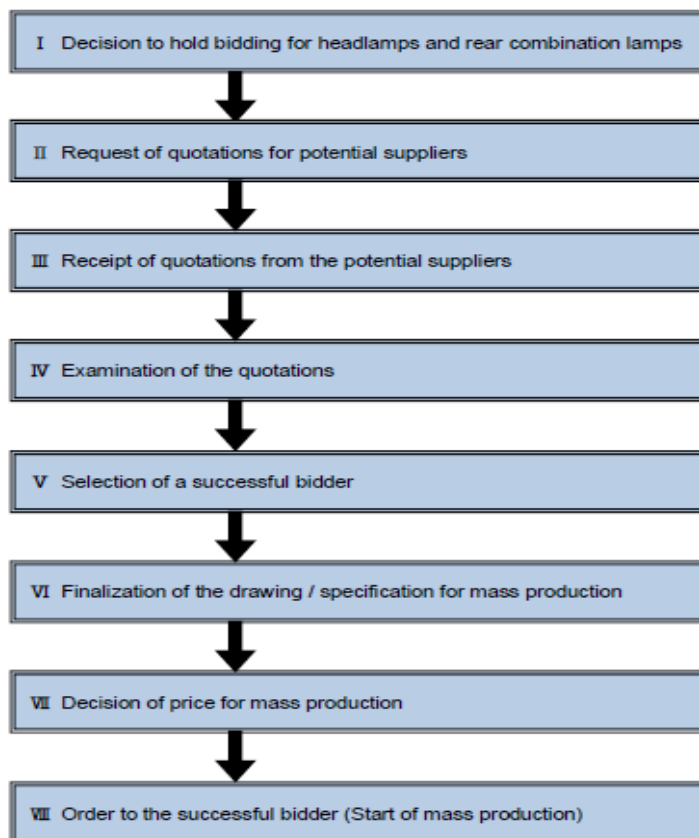 Ⅰ Decision to hold bidding for headlamps and rear combination lamps
Ⅱ Request of quotations for potential suppliers
Ⅲ Receipt of quotations from the potential suppliers
Ⅳ Examination of the quotations
Ⅴ Selection of a successful bidder
Ⅵ Finalization of the drawing / specification for mass production
Ⅶ Decision of price for mass production
Ⅷ Order to the successful bidder (Start of mass production)